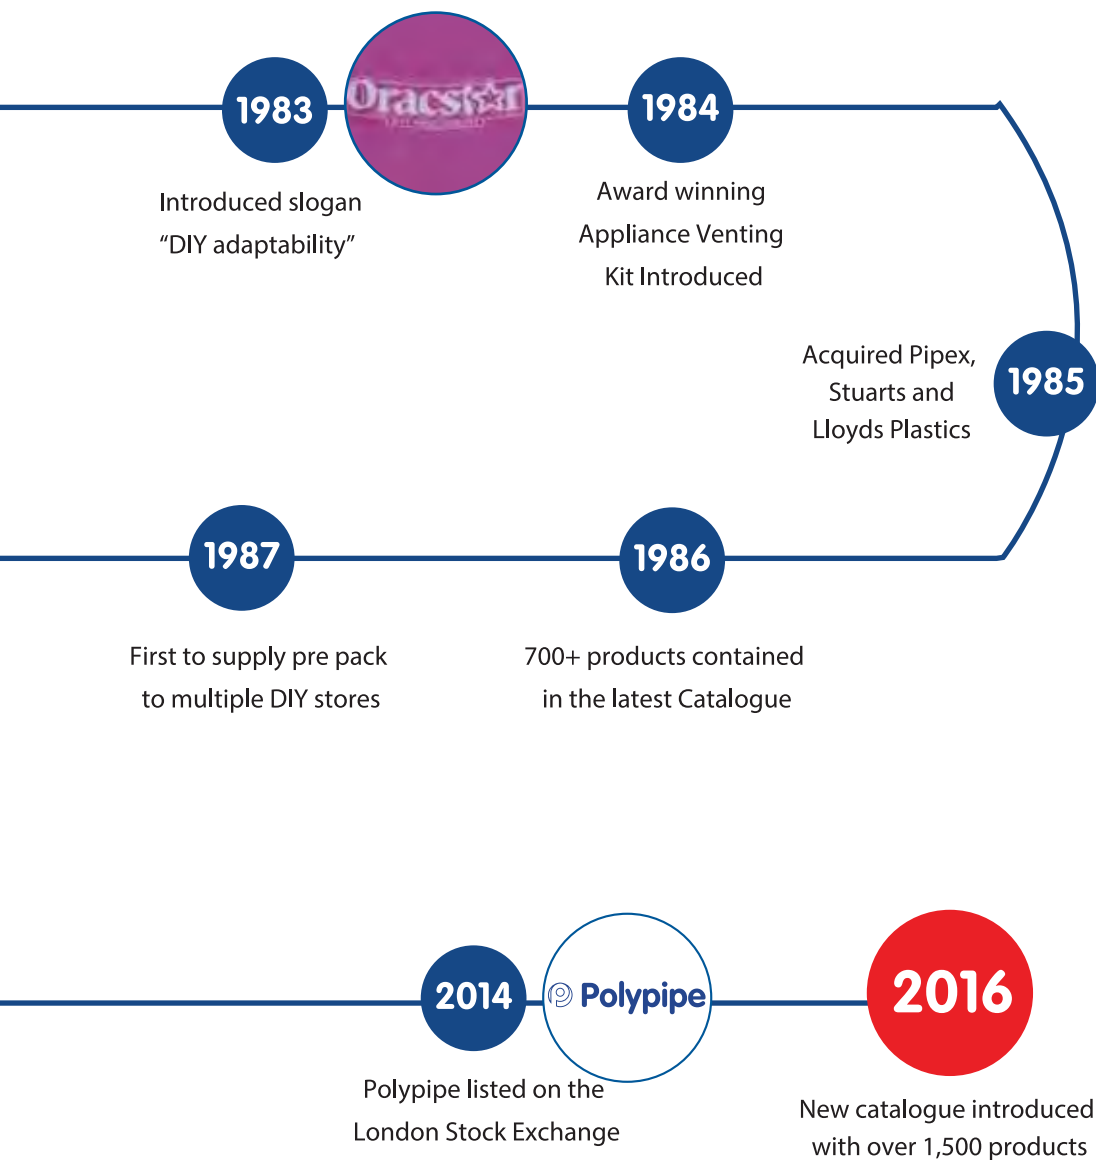 1983
Oracstar
Introduced slogan
“DIY adaptability”
1984
Award winning
Appliance Venting
Kit Introduced
1985
Acquired Pipex,
Stuarts and
Lloyds Plastics
1986
700+ products contained
in the latest Catalogue
1987
First to supply pre pack
to multiple DIY stores
2014
Polypipe
Polypipe listed on the
London Stock Exchange
2016
New catalogue introduced
with over 1,500 products